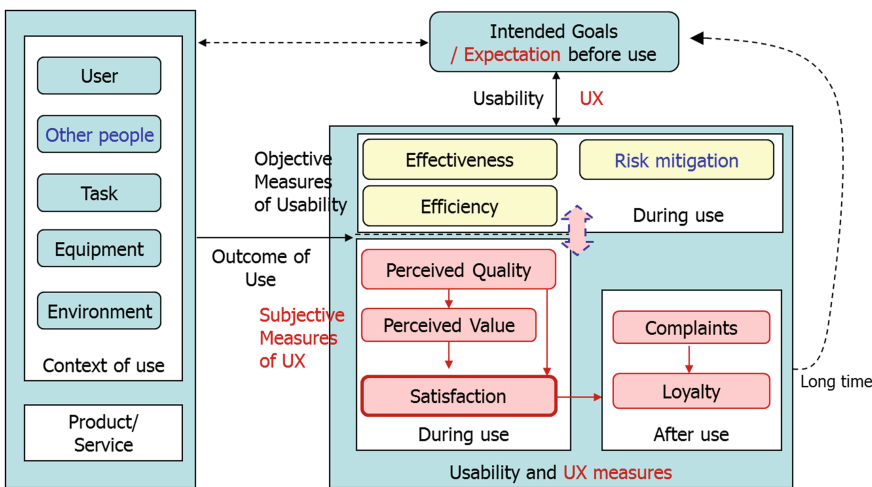 User
Other people
Task
Equipment
Environment
Context of use
Product/
Service
Intended Goals
/ Expectation before use
Usability UX
Objective
Measures
of Usability
Effectiveness
Risk mitigation
Efficiency
During use
Outcome of
Use
Subjective
Measures
of UX
Perceived Quality
Perceived Value
Satisfaction
During use
Complaints
Loyalty
After use
Long time
Usability and UX measures